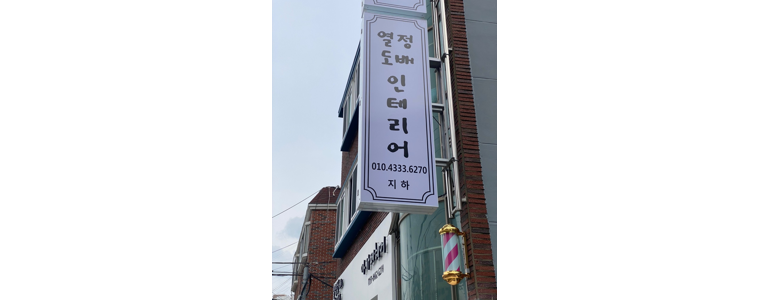 열정
도배
인테리어
010.4333.6270
지하